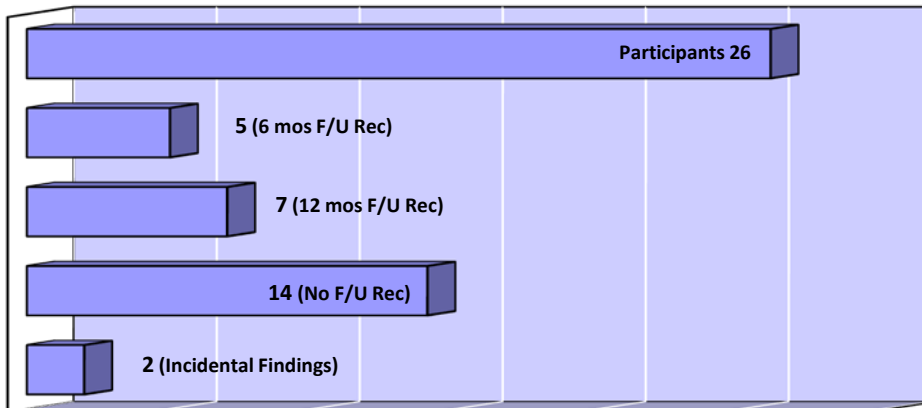 Participants 26
5 (6 mos F/U Rec)
7 (12 mos F/U Rec)
14 (No F/U Rec)
2 (Incidental Findings)